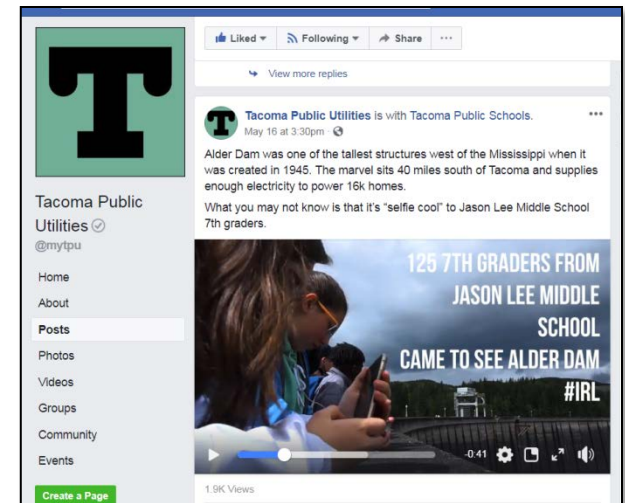 Liked
Following
Share
View more replies
T
Tacoma Public
Utilities
@mytpu
Home
About
Posts
Photos
Videos
Groups
Community
Events
Create a Page
T
Tacoma Public Utilities is with Tacoma Public Schools.
May 16 at 3:30pm ·
Alder Dam was one of the tallest structures west of the Mississippi when it
was created in 1945. The marvel sits 40 miles south of Tacoma and supplies
enough electricity to power 16k homes.
What you may not know is that it's "selfie cool" to Jason Lee Middle School
7th graders.
125 7TH GRADERS FROM
JASON LEE MIDDLE
SCHOOL
CAME TO SEE ALDER DAM
#IRL
-0:41
1.9K Views